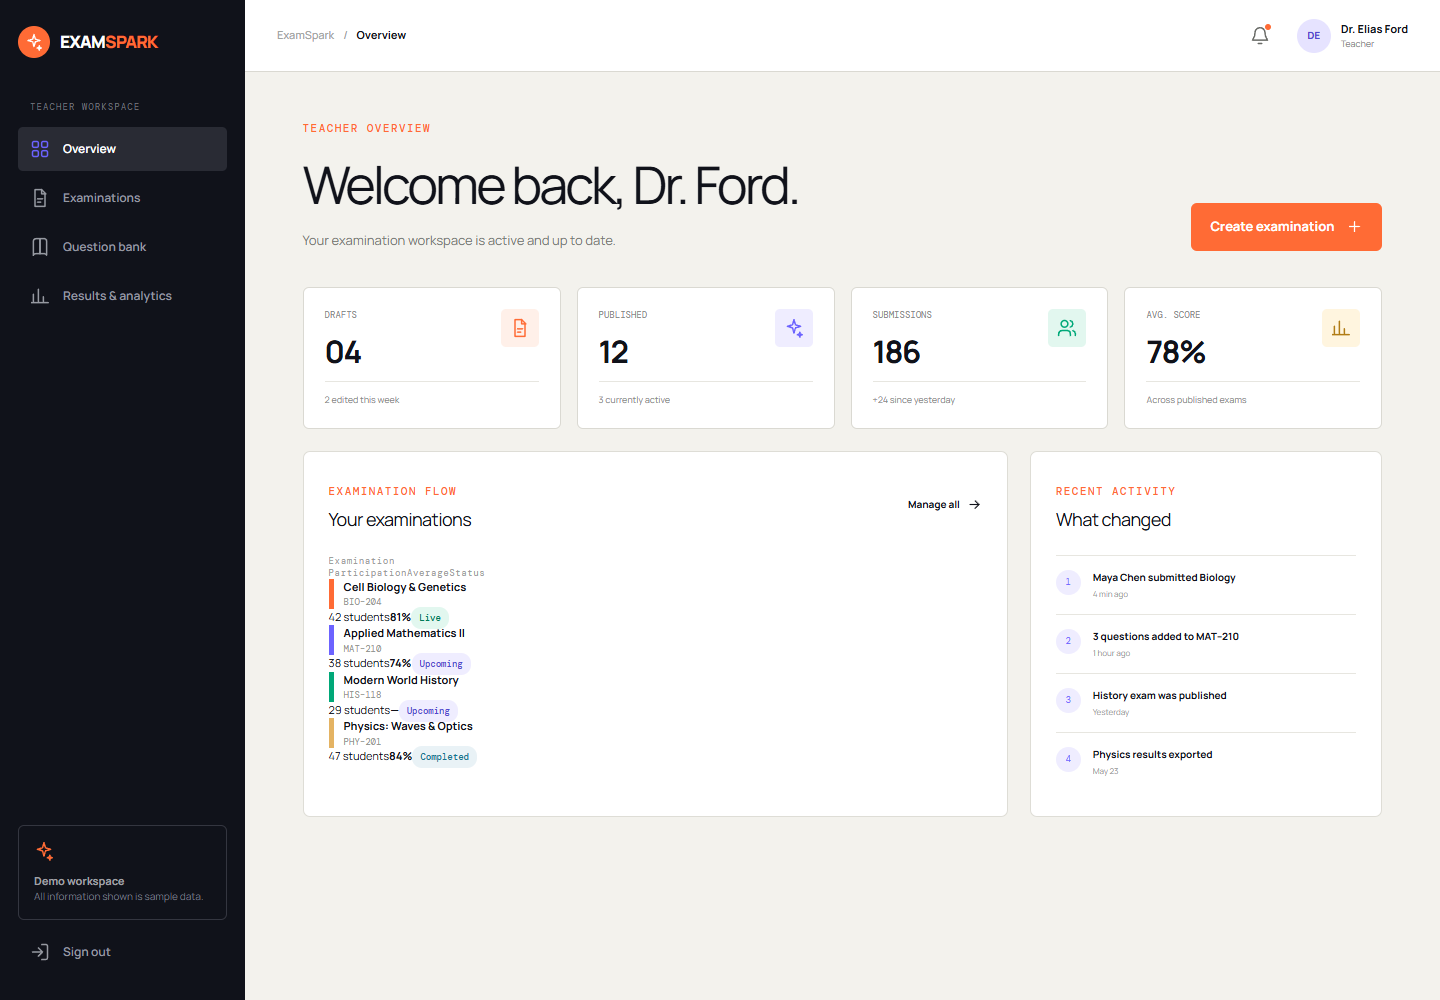 EXAMSPARK
TEACHER WORKSPACE
Overview
Examinations
Question bank
Results & analytics
Demo workspace
All information shown is sample data.
Sign out
ExamSpark / Overview
DE
Dr. Elias Ford
Teacher
TEACHER OVERVIEW
Welcome back, Dr. Ford.
Your examination workspace is active and up to date.
Create examination
DRAFTS
04
2 edited this week
PUBLISHED
12
3 currently active
SUBMISSIONS
186
+24 since yesterday
AVG. SCORE
78%
Across published exams
EXAMINATION FLOW
Your examinations
Manage all
Examination
ParticipationAverageStatus
Cell Biology & Genetics
BIO-204
42 students81% Live
Applied Mathematics II
MAT-210
38 students74% Upcoming
Modern World History
HIS-118
29 students— Upcoming
Physics: Waves & Optics
PHY-201
47 students84% Completed
RECENT ACTIVITY
What changed
1
Maya Chen submitted Biology
4 min ago
2
3 questions added to MAT-210
1 hour ago
3
History exam was published
Yesterday
4
Physics results exported
May 23